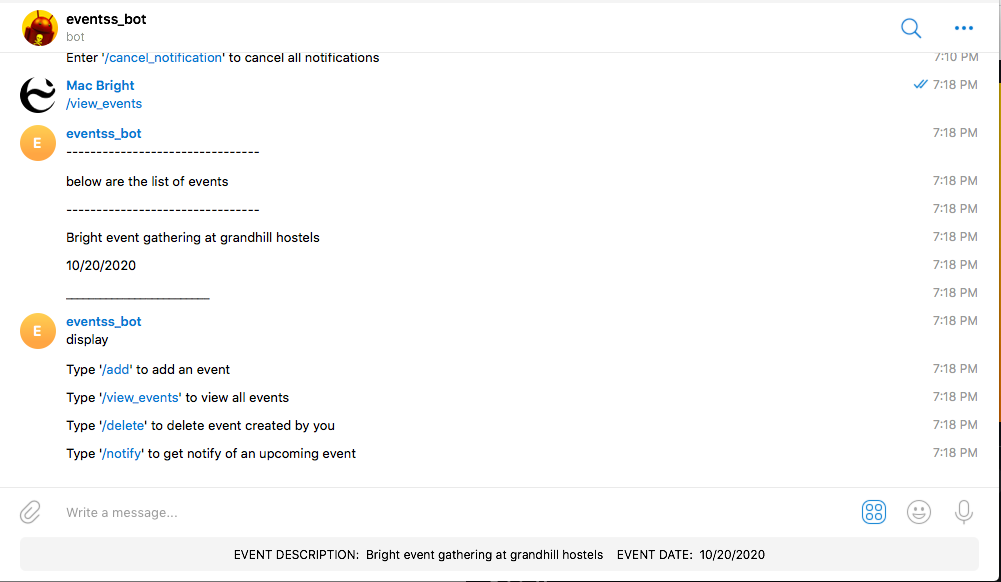 eventss_bot
bot
Enter '/cancel_notification' to cancel all notifications 7:10 PM
Mac Bright 7:18 PM
/view_events
E eventss_bot 7:18 PM
--------------------------------
below are the list of events 7:18 PM
-------------------------------- 7:18 PM
Bright event gathering at grandhill hostels 7:18 PM
10/20/2020 7:18 PM
________________________ 7:18 PM
E eventss_bot 7:18 PM
display
Type '/add' to add an event 7:18 PM
Type '/view_events' to view all events 7:18 PM
Type '/delete' to delete event created by you 7:18 PM
Type '/notify' to get notify of an upcoming event 7:18 PM
Write a message...
EVENT DESCRIPTION: Bright event gathering at grandhill hostels EVENT DATE: 10/20/2020